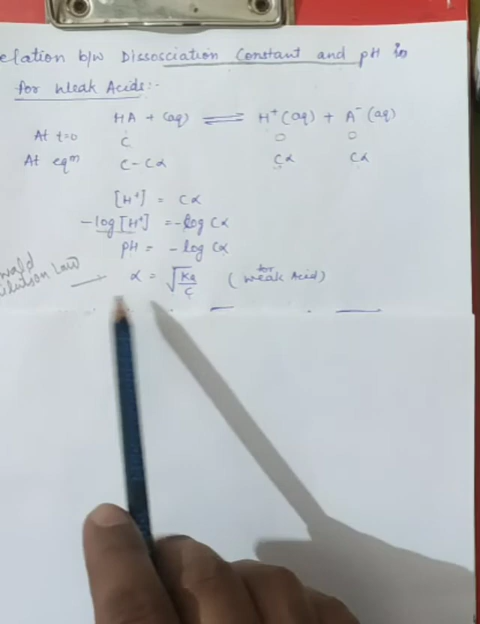 elation b/w Dissosciation Constant and pH in
for Weak Acids:-
HA + (aq) ⇌ H⁺(aq) + A⁻(aq)
At t=0 C 0 0
At eqm C-Cα Cα Cα
[H⁺] = Cα
-log[H⁺] = -log Cα
pH = -log Cα
wald
Dilution Law → α = √(Ka/C) (for weak Acid)